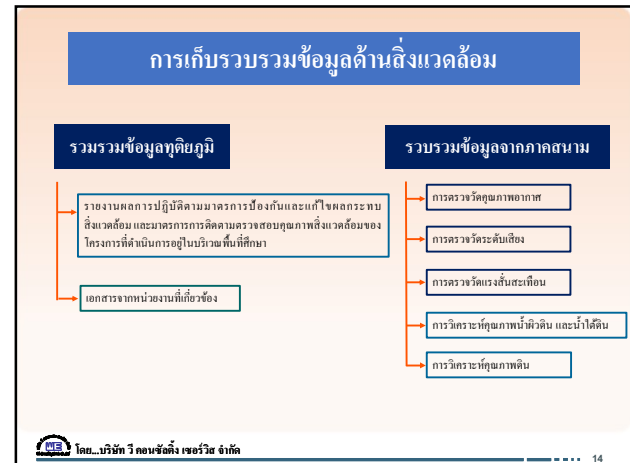 การเก็บรวบรวมข้อมูลด้านสิ่งแวดล้อม
รวมรวมข้อมูลทุติยภูมิ
รายงานผลการปฏิบัติตามมาตรการป้องกันและแก้ไขผลกระทบ
สิ่งแวดล้อม และมาตรการการติดตามตรวจสอบคุณภาพสิ่งแวดล้อมของ
โครงการที่ดำเนินการอยู่ในบริเวณพื้นที่ศึกษา
เอกสารจากหน่วยงานที่เกี่ยวข้อง
รวบรวมข้อมูลจากภาคสนาม
การตรวจวัดคุณภาพอากาศ
การตรวจวัดระดับเสียง
การตรวจวัดแรงสั่นสะเทือน
การวิเคราะห์คุณภาพน้ำผิวดิน และน้ำใต้ดิน
การวิเคราะห์คุณภาพดิน
โดย...บริษัท วี คอนซัลติ้ง เซอร์วิส จำกัด
14